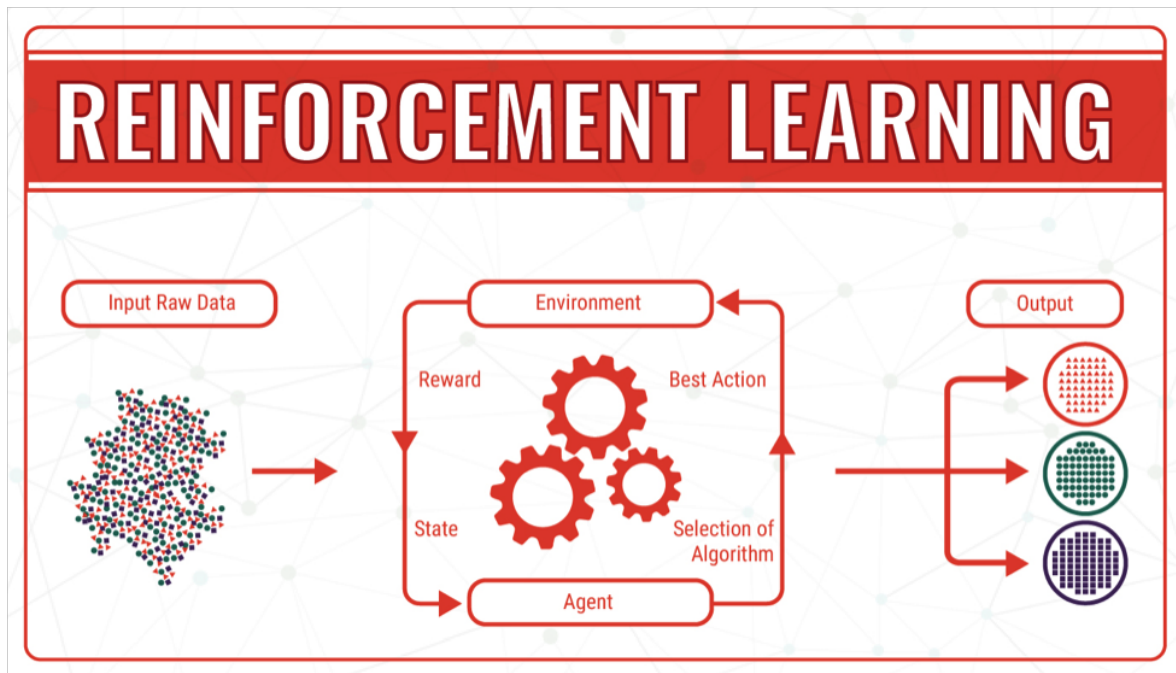 REINFORCEMENT LEARNING
Input Raw Data
Environment
Output
Reward
Best Action
State
Selection of
Algorithm
Agent